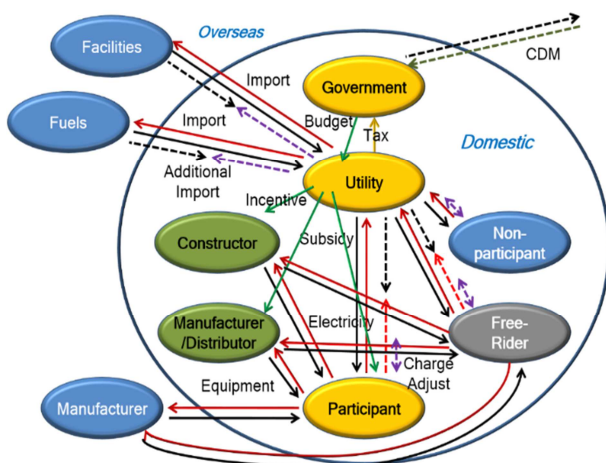 Overseas
Facilities
CDM
Import
Government
Fuels
Import
Budget
Tax
Domestic
Additional
Import
Utility
Incentive
Constructor
Subsidy
Non-
participant
Manufacturer
/Distributor
Electricity
Free-
Rider
Equipment
Charge
Adjust
Manufacturer
Participant